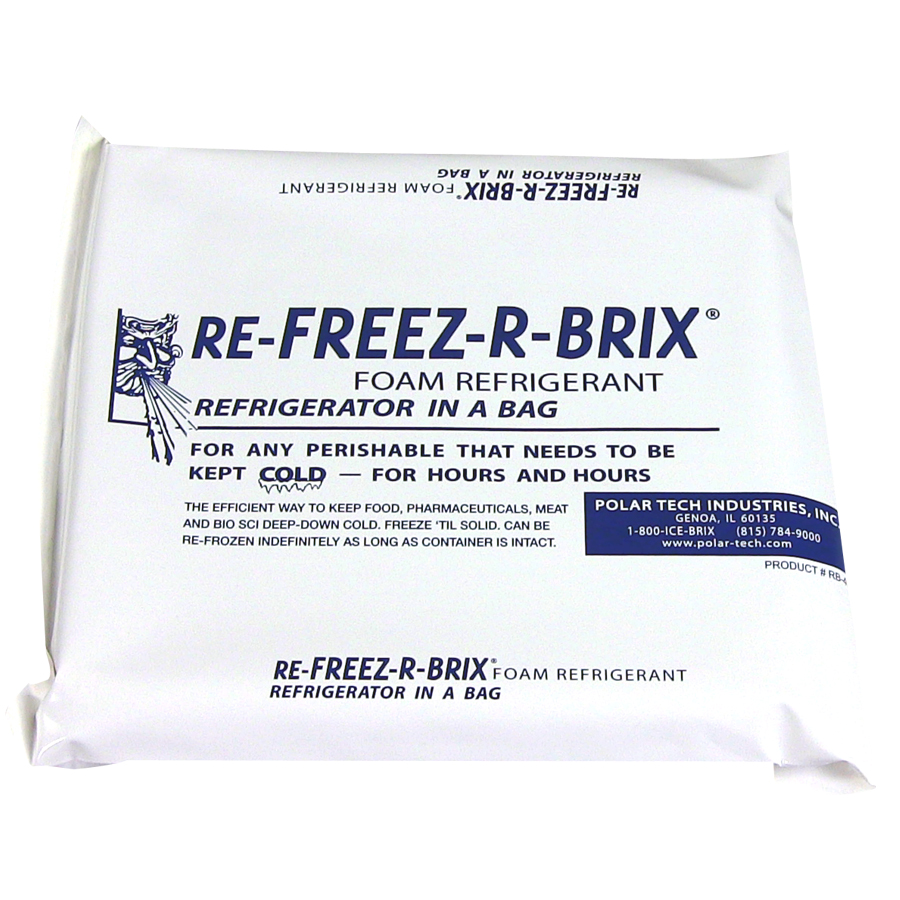 RE-FREEZ-R-BRIX® FOAM REFRIGERANT
REFRIGERATOR IN A BAG
RE-FREEZ-R-BRIX®
FOAM REFRIGERANT
REFRIGERATOR IN A BAG
FOR ANY PERISHABLE THAT NEEDS TO BE
KEPT COLD — FOR HOURS AND HOURS
THE EFFICIENT WAY TO KEEP FOOD, PHARMACEUTICALS, MEAT
AND BIO SCI DEEP-DOWN COLD. FREEZE 'TIL SOLID. CAN BE
RE-FROZEN INDEFINITELY AS LONG AS CONTAINER IS INTACT.
POLAR TECH INDUSTRIES, INC
GENOA, IL 60135
1-800-ICE-BRIX (815) 784-9000
www.polar-tech.com
PRODUCT # RB-
RE-FREEZ-R-BRIX® FOAM REFRIGERANT
REFRIGERATOR IN A BAG